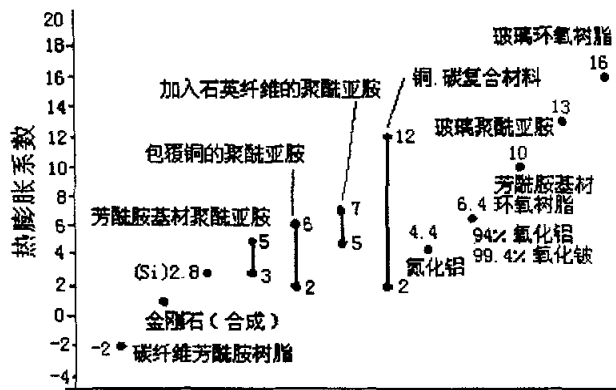 玻璃环氧树脂
18
16
16
加入石英纤维的聚酰亚胺
铜.碳复合材料
14
13
12
12
玻璃聚酰亚胺
包覆铜的聚酰亚胺
10
10
热膨胀系数
芳酰胺基材
8
7
6.4 环氧树脂
芳酰胺基材聚酰亚胺
6
6
94% 氧化铝
5
5
4.4
99.4% 氧化铍
4
氮化铝
(Si)2.8
3
2
2
2
0
金刚石(合成)
-2
-2
碳纤维芳酰胺树脂
-4